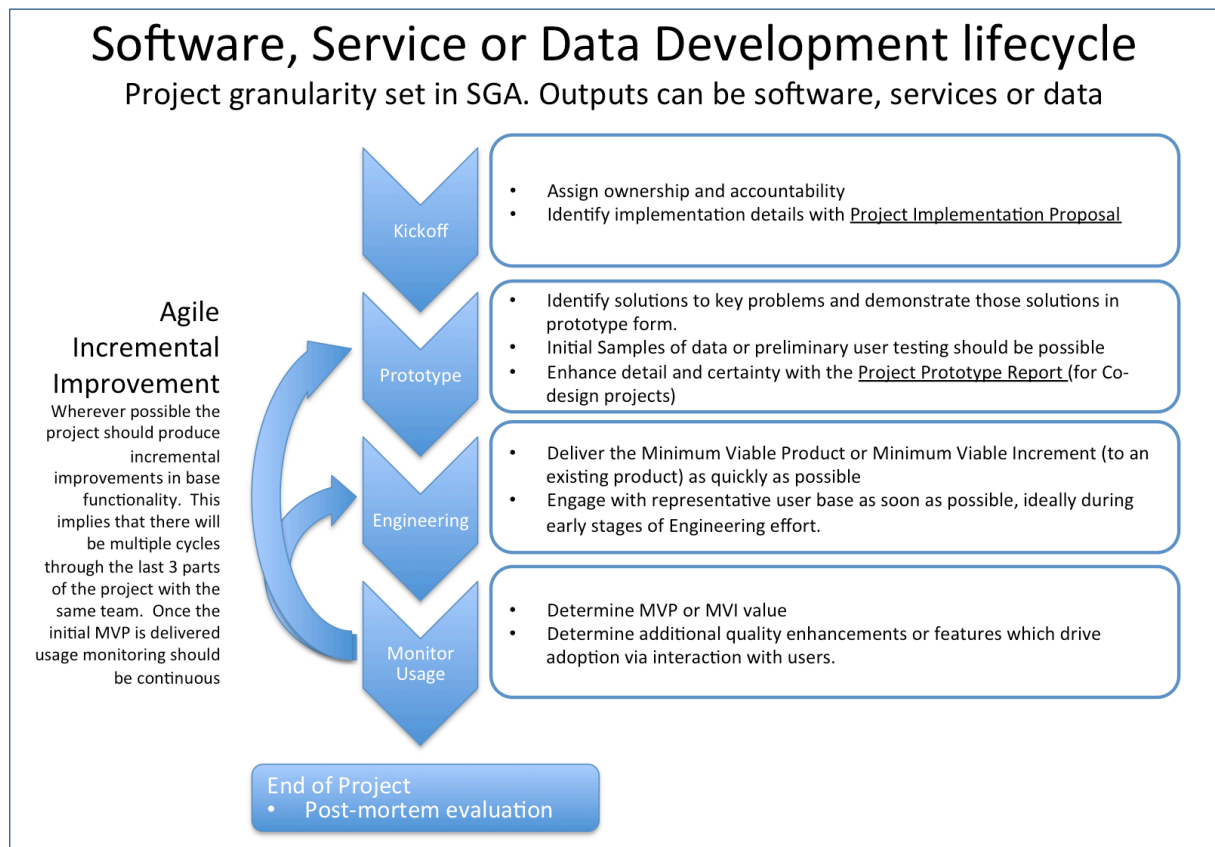 Software, Service or Data Development lifecycle
Project granularity set in SGA. Outputs can be software, services or data
Kickoff
• Assign ownership and accountability
• Identify implementation details with Project Implementation Proposal
Agile
Incremental
Improvement
Wherever possible the
project should produce
incremental
improvements in base
functionality. This
implies that there will
be multiple cycles
through the last 3 parts
of the project with the
same team. Once the
initial MVP is delivered
usage monitoring should
be continuous
Prototype
• Identify solutions to key problems and demonstrate those solutions in
prototype form.
• Initial Samples of data or preliminary user testing should be possible
• Enhance detail and certainty with the Project Prototype Report (for Co-
design projects)
Engineering
• Deliver the Minimum Viable Product or Minimum Viable Increment (to an
existing product) as quickly as possible
• Engage with representative user base as soon as possible, ideally during
early stages of Engineering effort.
Monitor
Usage
• Determine MVP or MVI value
• Determine additional quality enhancements or features which drive
adoption via interaction with users.
End of Project
• Post-mortem evaluation